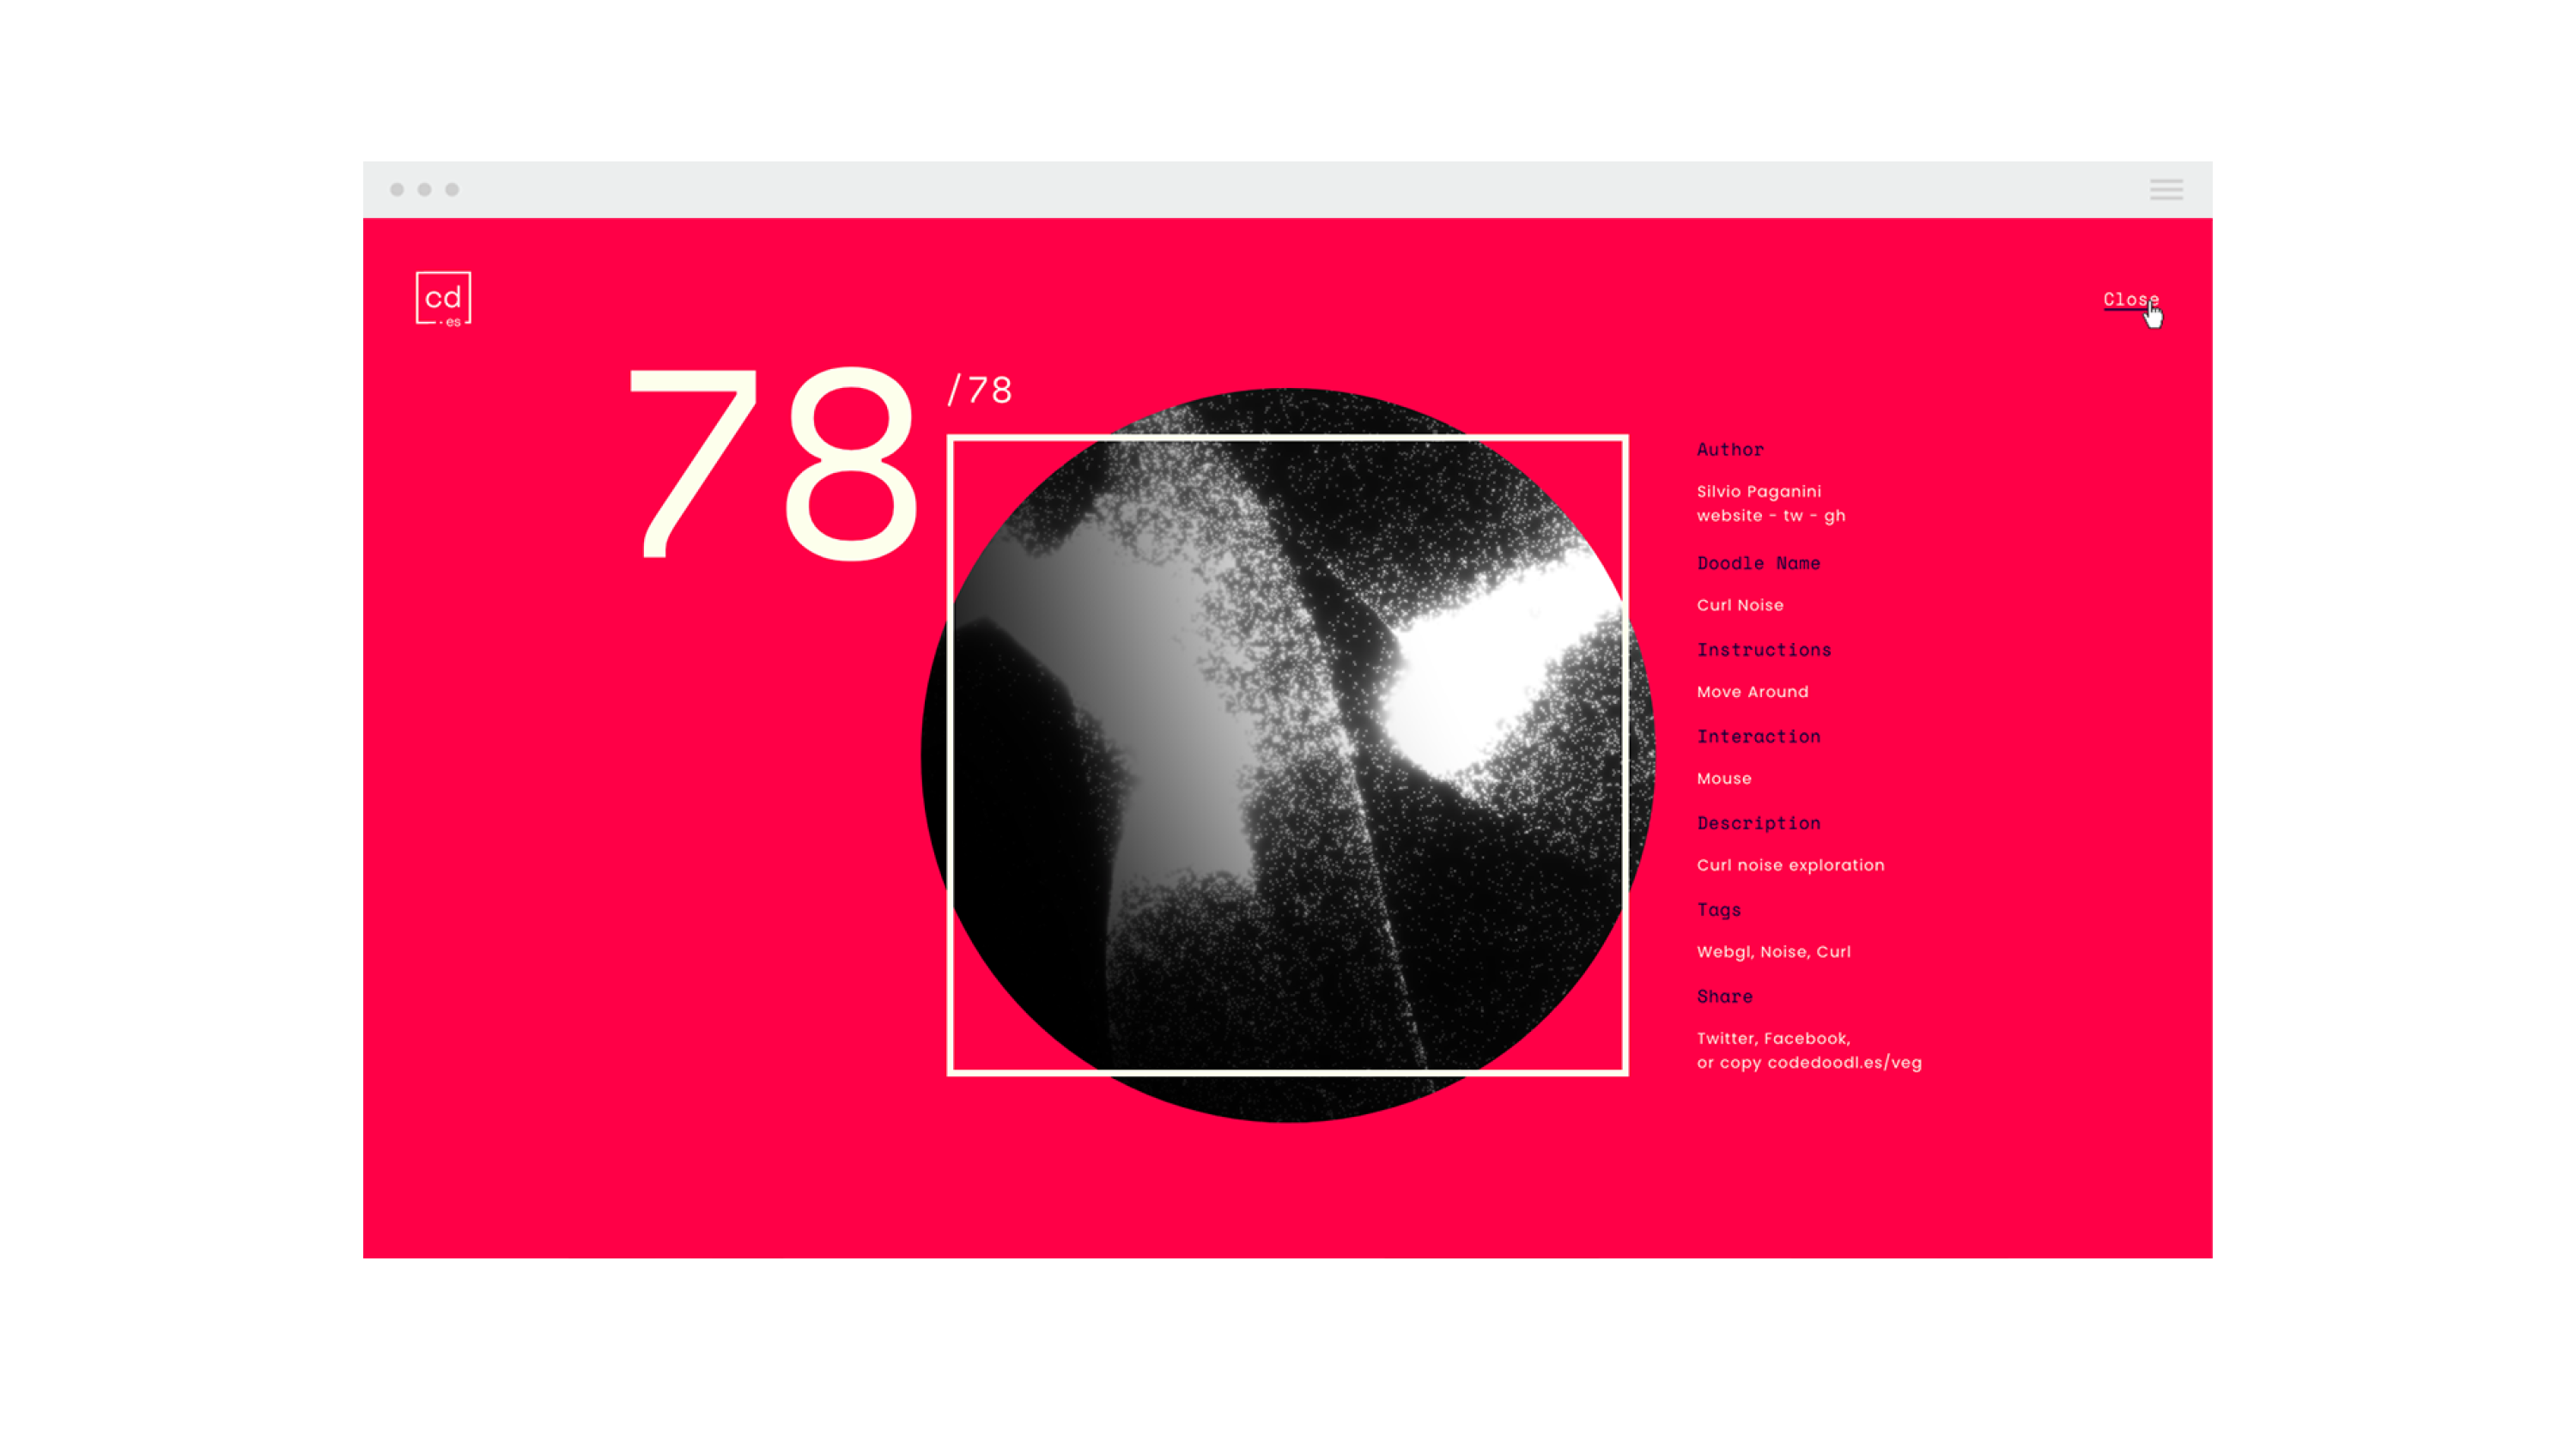 cd
es
Close
78
/78
Author
Silvio Paganini
website - tw - gh
Doodle Name
Curl Noise
Instructions
Move Around
Interaction
Mouse
Description
Curl noise exploration
Tags
Webgl, Noise, Curl
Share
Twitter, Facebook,
or copy codedoodl.es/veg